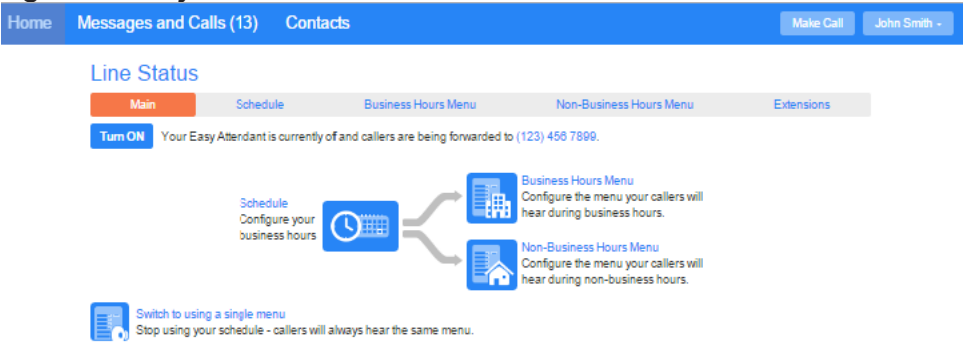 Home Messages and Calls (13) Contacts Make Call John Smith
Line Status
Main Schedule Business Hours Menu Non-Business Hours Menu Extensions
Turn ON Your Easy Attendant is currently of and callers are being forwarded to (123) 456 7899.
Schedule
Configure your
business hours
Business Hours Menu
Configure the menu your callers will
hear during business hours.
Non-Business Hours Menu
Configure the menu your callers will
hear during non-business hours.
Switch to using a single menu
Stop using your schedule - callers will always hear the same menu.